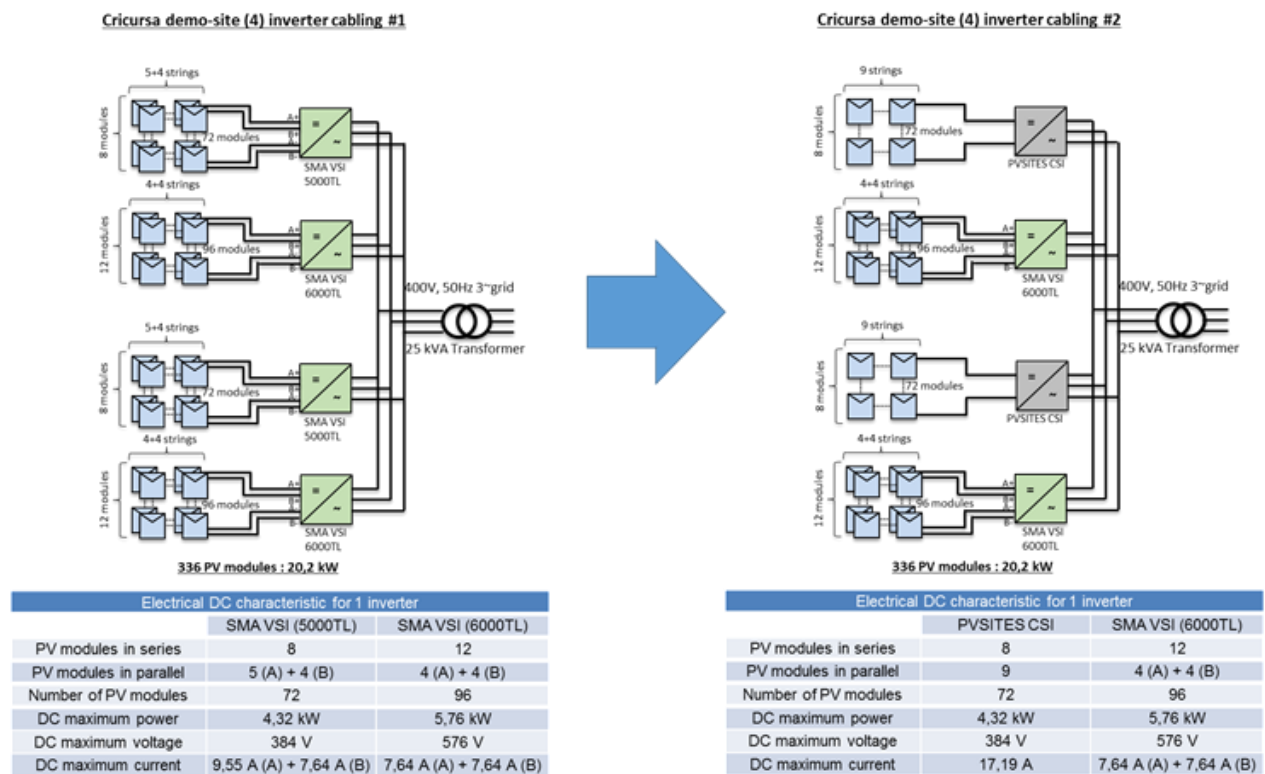 Cricursa demo-site (4) inverter cabling #1
5+4 strings
8 modules
72 modules
A+
B+
A-
B-
=
~
SMA VSI
5000TL
4+4 strings
12 modules
96 modules
A+
B+
A-
B-
=
~
SMA VSI
6000TL
400V, 50Hz 3~grid
25 kVA Transformer
5+4 strings
8 modules
72 modules
A+
B+
A-
B-
=
~
SMA VSI
5000TL
4+4 strings
12 modules
96 modules
A+
B+
A-
B-
=
~
SMA VSI
6000TL
336 PV modules : 20,2 kW
Electrical DC characteristic for 1 inverter
SMA VSI (5000TL) SMA VSI (6000TL)
PV modules in series 8 12
PV modules in parallel 5 (A) + 4 (B) 4 (A) + 4 (B)
Number of PV modules 72 96
DC maximum power 4,32 kW 5,76 kW
DC maximum voltage 384 V 576 V
DC maximum current 9,55 A (A) + 7,64 A (B) 7,64 A (A) + 7,64 A (B)
Cricursa demo-site (4) inverter cabling #2
9 strings
8 modules
72 modules
=
~
PVSITES CSI
4+4 strings
12 modules
96 modules
A+
B+
A-
B-
=
~
SMA VSI
6000TL
400V, 50Hz 3~grid
25 kVA Transformer
9 strings
8 modules
72 modules
=
~
PVSITES CSI
4+4 strings
12 modules
96 modules
A+
B+
A-
B-
=
~
SMA VSI
6000TL
336 PV modules : 20,2 kW
Electrical DC characteristic for 1 inverter
PVSITES CSI SMA VSI (6000TL)
PV modules in series 8 12
PV modules in parallel 9 4 (A) + 4 (B)
Number of PV modules 72 96
DC maximum power 4,32 kW 5,76 kW
DC maximum voltage 384 V 576 V
DC maximum current 17,19 A 7,64 A (A) + 7,64 A (B)